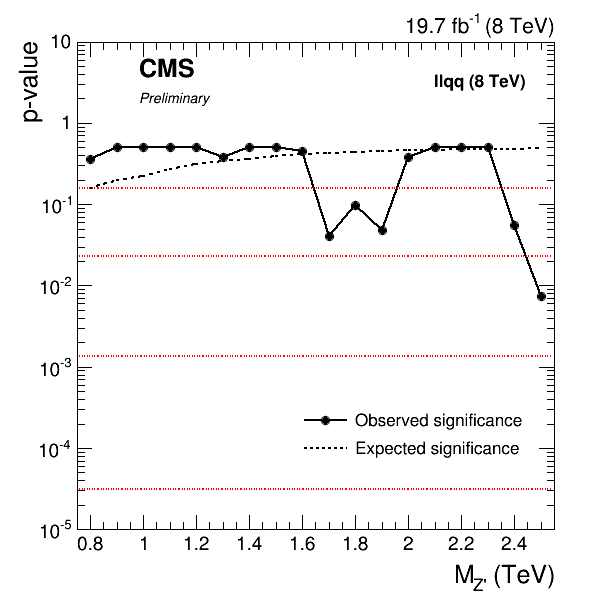 19.7 fb⁻¹ (8 TeV)
CMS
Preliminary
llqq (8 TeV)
p-value
10
1
10⁻¹
10⁻²
10⁻³
10⁻⁴
10⁻⁵
Observed significance
Expected significance
0.8 1 1.2 1.4 1.6 1.8 2 2.2 2.4
M_Z' (TeV)